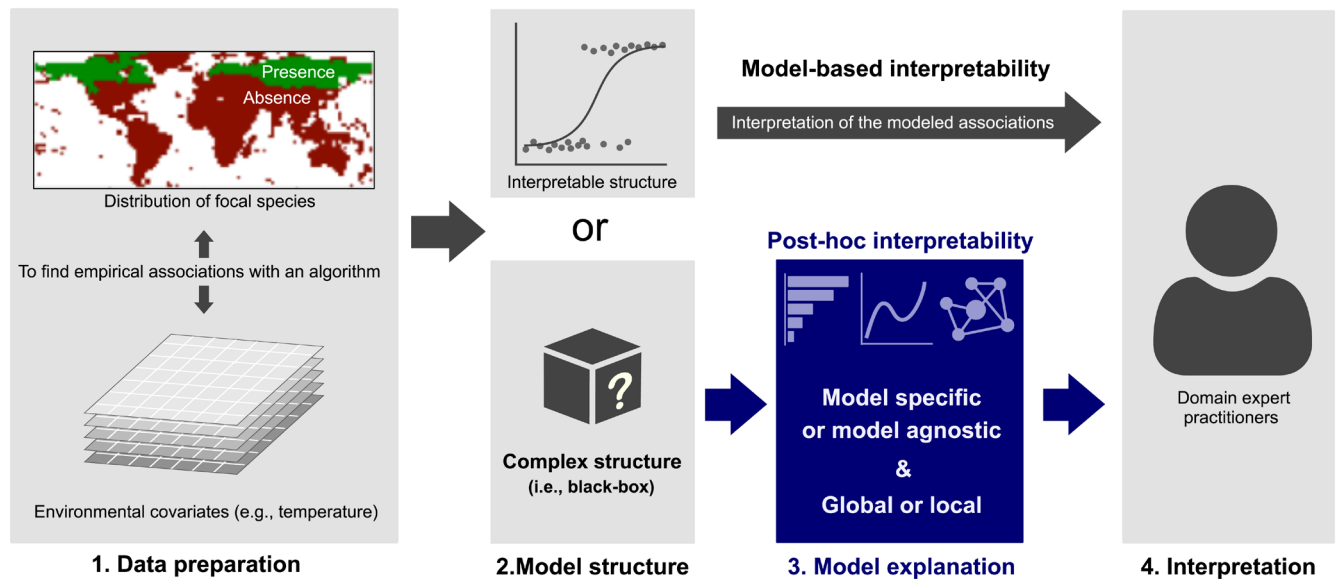 Presence
Absence
Distribution of focal species
To find empirical associations with an algorithm
Environmental covariates (e.g., temperature)
1. Data preparation
Interpretable structure
or
?
Complex structure
(i.e., black-box)
2.Model structure
Model-based interpretability
Interpretation of the modeled associations
Post-hoc interpretability
Model specific
or model agnostic
&
Global or local
3. Model explanation
Domain expert
practitioners
4. Interpretation